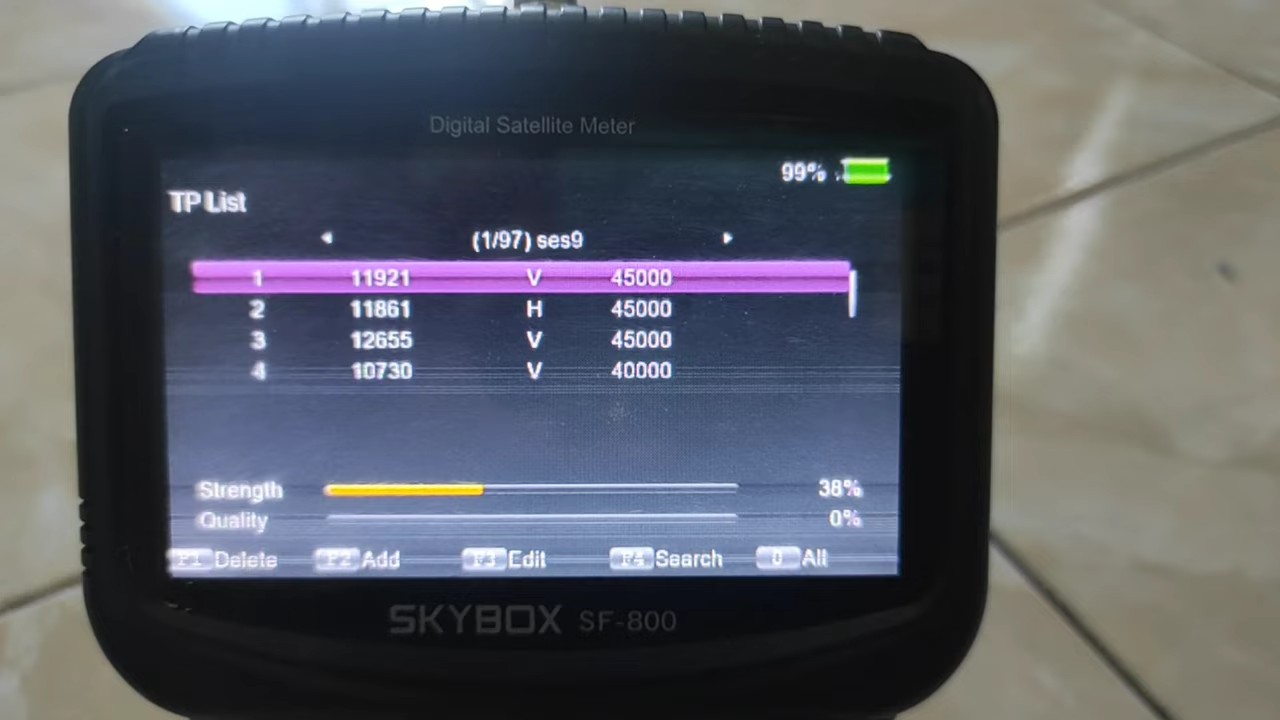 Digital Satellite Meter
99%
TP List
(1/97) ses9
1 11921 V 45000
2 11861 H 45000
3 12655 V 45000
4 10730 V 40000
Strength 38%
Quality 0%
F1 Delete F2 Add F3 Edit F4 Search 0 All
SKYBOX SF-800